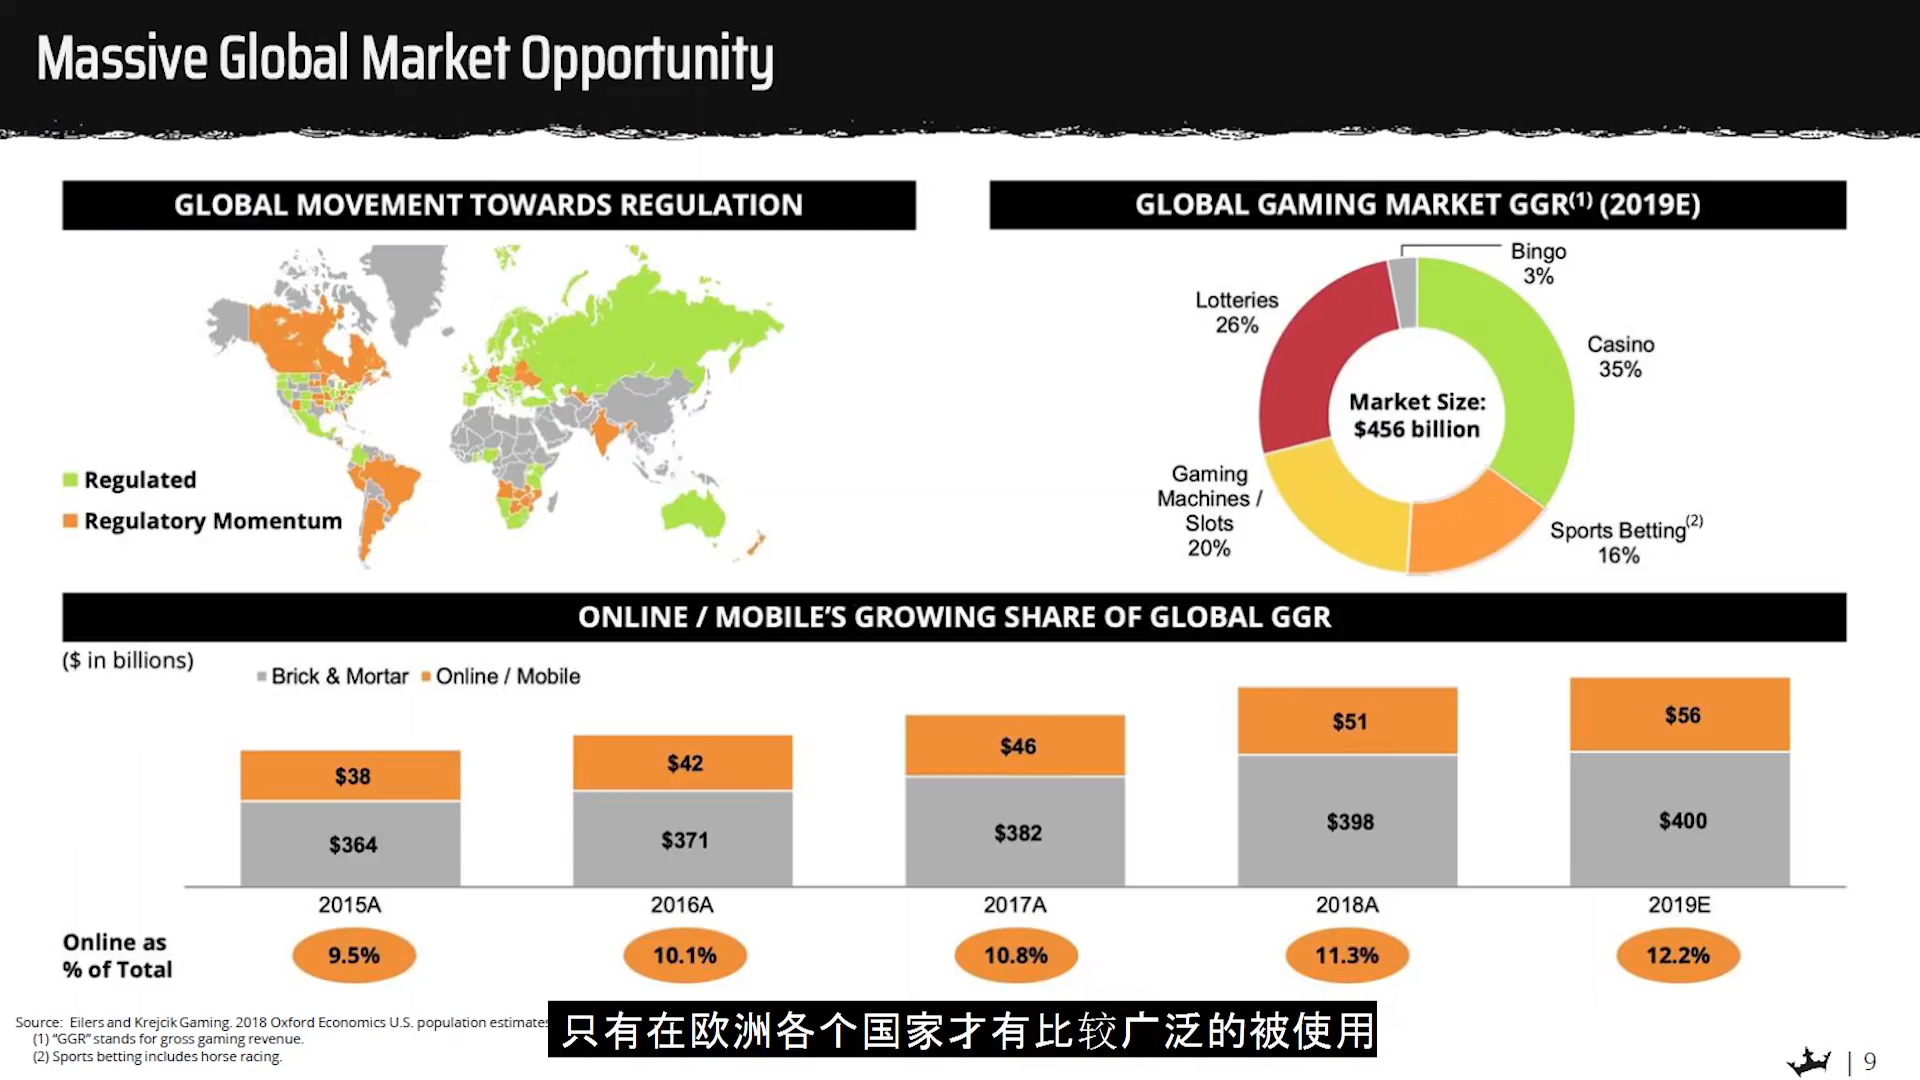 Massive Global Market Opportunity
GLOBAL MOVEMENT TOWARDS REGULATION
Regulated
Regulatory Momentum
GLOBAL GAMING MARKET GGR(1) (2019E)
Bingo
3%
Lotteries
26%
Casino
35%
Market Size:
$456 billion
Gaming
Machines /
Slots
20%
Sports Betting(2)
16%
ONLINE / MOBILE’S GROWING SHARE OF GLOBAL GGR
($ in billions)
Brick & Mortar
Online / Mobile
$38
$42
$46
$51
$56
$364
$371
$382
$398
$400
2015A
2016A
2017A
2018A
2019E
Online as
% of Total
9.5%
10.1%
10.8%
11.3%
12.2%
Source: Eilers and Krejcik Gaming. 2018 Oxford Economics U.S. population estimates
(1) “GGR” stands for gross gaming revenue.
(2) Sports betting includes horse racing.
只有在欧洲各个国家才有比较广泛的被使用
| 9